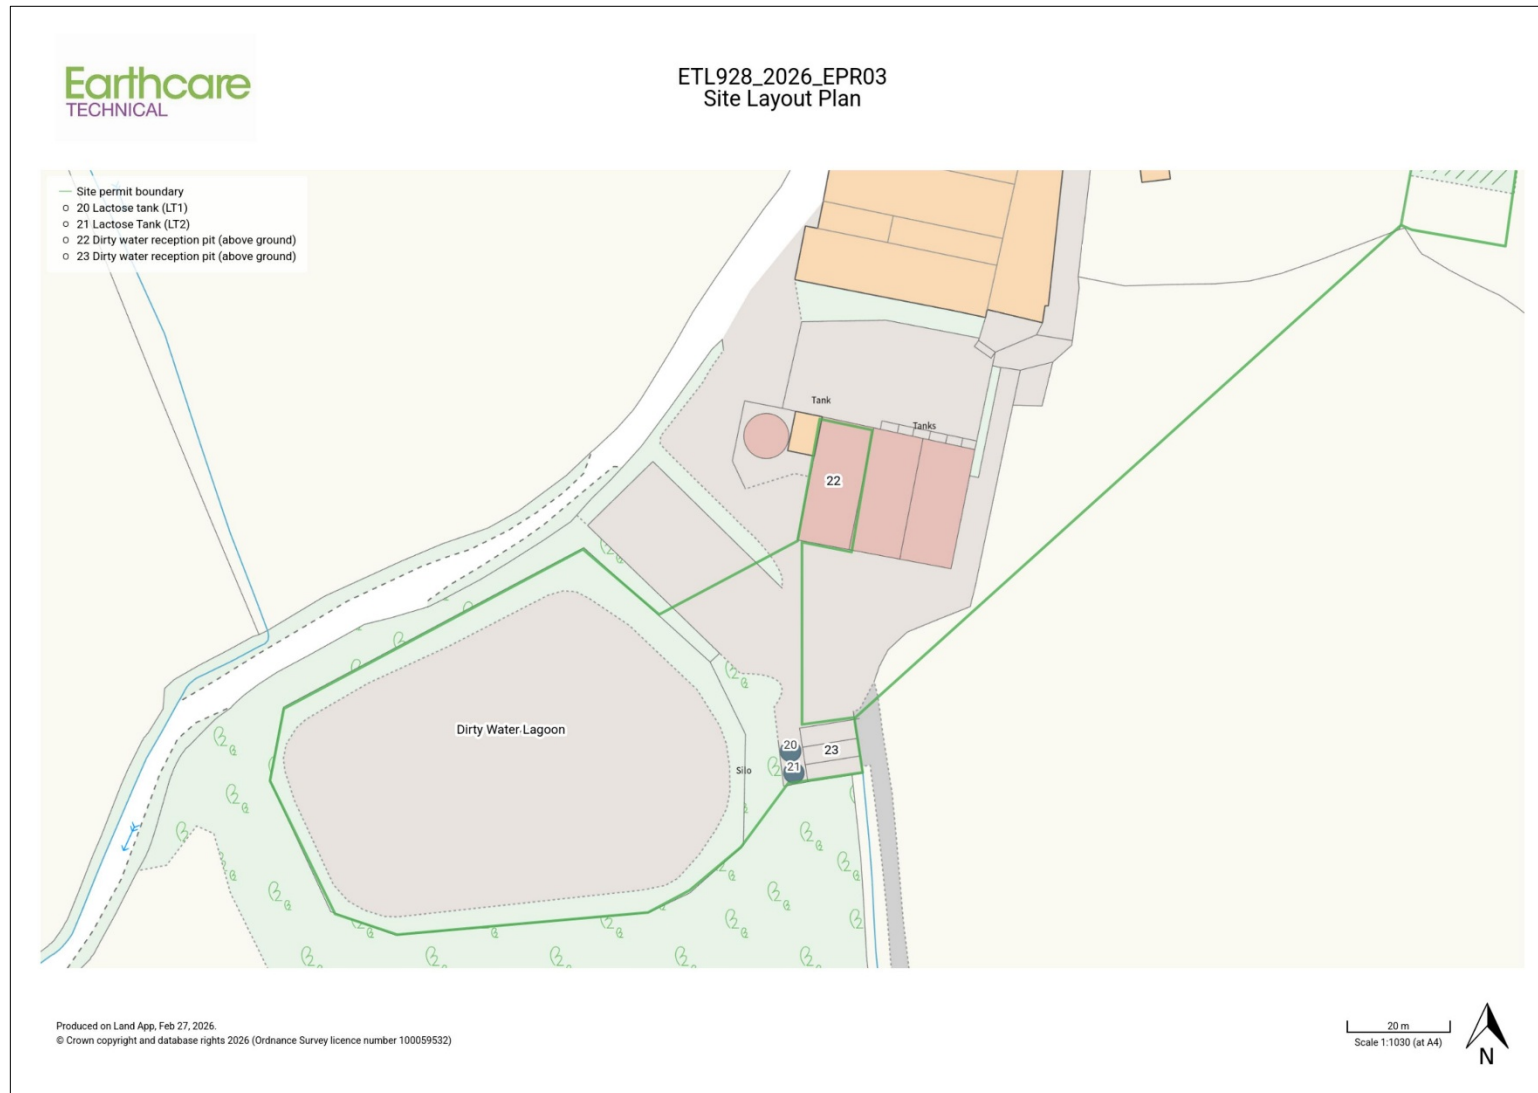 Earthcare
TECHNICAL
ETL928_2026_EPR03
Site Layout Plan
Site permit boundary
20 Lactose tank (LT1)
21 Lactose Tank (LT2)
22 Dirty water reception pit (above ground)
23 Dirty water reception pit (above ground)
Tank
Tanks
22
Dirty Water Lagoon
20
23
21
Silo
Produced on Land App, Feb 27, 2026.
© Crown copyright and database rights 2026 (Ordnance Survey licence number 100059532)
20 m
Scale 1:1030 (at A4)
N